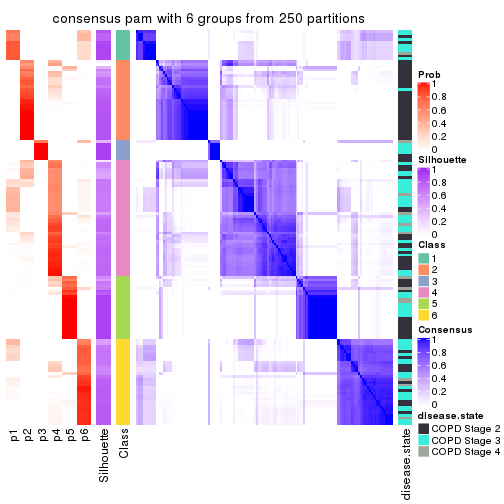 consensus pam with 6 groups from 250 partitions
Prob
1
0.8
0.6
0.4
0.2
0
Silhouette
1
0.8
0.6
0.4
0.2
0
Class
1
2
3
4
5
6
Consensus
1
0.8
0.6
0.4
0.2
0
disease.state
COPD Stage 2
COPD Stage 3
COPD Stage 4
p1
p2
p3
p4
p5
p6
Silhouette
Class
disease.state